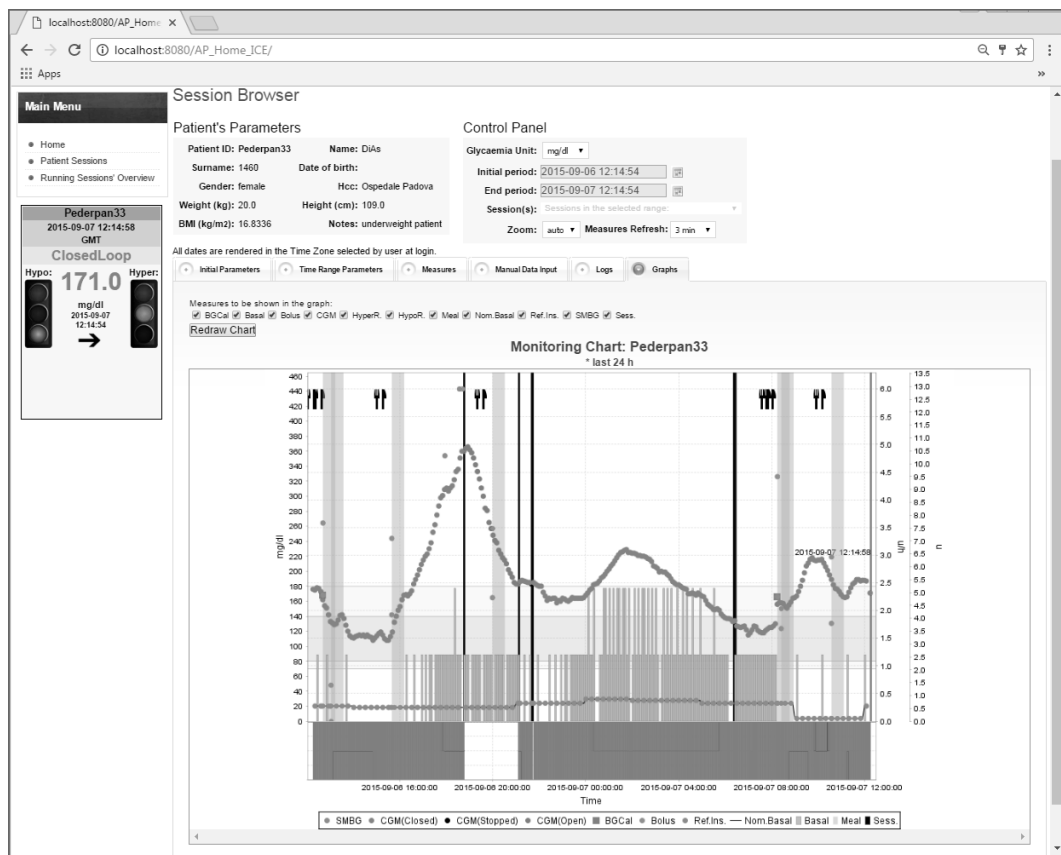 localhost:8080/AP_Home
localhost:8080/AP_Home_ICE/
Apps
»
Main Menu
Home
Patient Sessions
Running Sessions' Overview
Pederpan33
2015-09-07 12:14:58
GMT
ClosedLoop
Hypo: 171.0 Hyper:
mg/dl
2015-09-07
12:14:54
Session Browser
Patient's Parameters
Patient ID: Pederpan33 Name: DiAs
Surname: 1460 Date of birth:
Gender: female Hcc: Ospedale Padova
Weight (kg): 20.0 Height (cm): 109.0
BMI (kg/m2): 16.8336 Notes: underweight patient
Control Panel
Glycaemia Unit: mg/dl
Initial period: 2015-09-06 12:14:54
End period: 2015-09-07 12:14:54
Session(s): Sessions in the selected range:
Zoom: auto Measures Refresh: 3 min
All dates are rendered in the Time Zone selected by user at login.
Initial Parameters Time Range Parameters Measures Manual Data Input Logs Graphs
Measures to be shown in the graph:
BGCal Basal Bolus CGM HyperR. HypoR. Meal Nom.Basal Ref.Ins. SMBG Sess.
Redraw Chart
Monitoring Chart: Pederpan33
* last 24 h
460
440
420
400
380
360
340
320
300
280
260
240
220
200
180
160
140
120
100
80
60
40
20
0
mg/dl
2015-09-07 12:14:58
6.0
5.5
5.0
4.5
4.0
3.5
3.0
2.5
2.0
1.5
1.0
0.5
0.0
u/h
13.5
13.0
12.5
12.0
11.5
11.0
10.5
10.0
9.5
9.0
8.5
8.0
7.5
7.0
6.5
6.0
5.5
5.0
4.5
4.0
3.5
3.0
2.5
2.0
1.5
1.0
0.5
0.0
u
2015-09-06 16:00:00 2015-09-06 20:00:00 2015-09-07 00:00:00 2015-09-07 04:00:00 2015-09-07 08:00:00 2015-09-07 12:00:00
Time
SMBG CGM(Closed) CGM(Stopped) CGM(Open) BGCal Bolus Ref.Ins. Nom.Basal Basal Meal Sess.